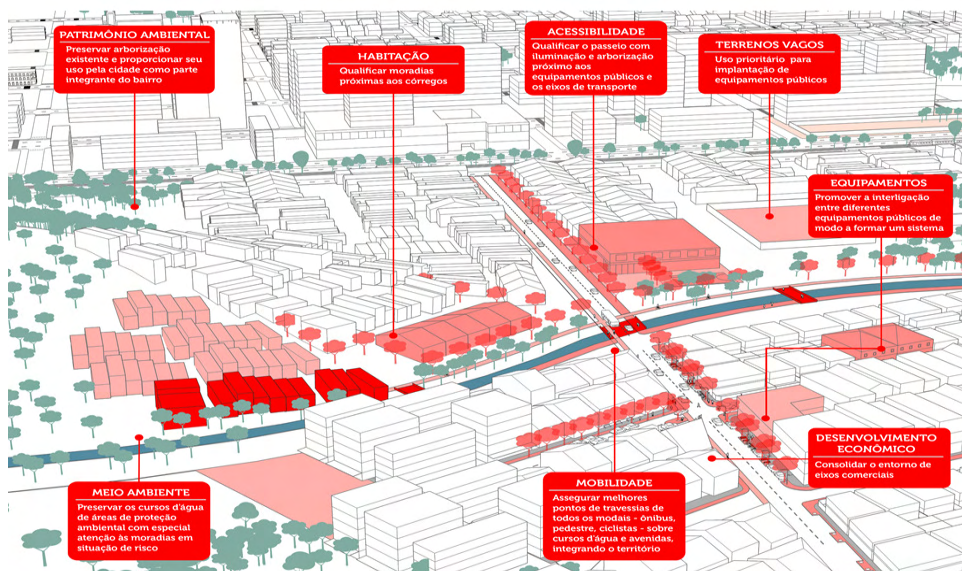 PATRIMÔNIO AMBIENTAL
Preservar arborização
existente e proporcionar seu
uso pela cidade como parte
integrante do bairro
HABITAÇÃO
Qualificar moradias
próximas aos córregos
ACESSIBILIDADE
Qualificar o passeio com
iluminação e arborização
próximo aos
equipamentos públicos e
os eixos de transporte
TERRENOS VAGOS
Uso prioritário para
implantação de
equipamentos públicos
EQUIPAMENTOS
Promover a interligação
entre diferentes
equipamentos públicos de
modo a formar um sistema
MEIO AMBIENTE
Preservar os cursos d'água
de áreas de proteção
ambiental com especial
atenção às moradias em
situação de risco
MOBILIDADE
Assegurar melhores
pontos de travessias de
todos os modais - ônibus,
pedestre, ciclistas - sobre
cursos d'água e avenidas,
integrando o território
DESENVOLVIMENTO
ECONÔMICO
Consolidar o entorno de
eixos comerciais